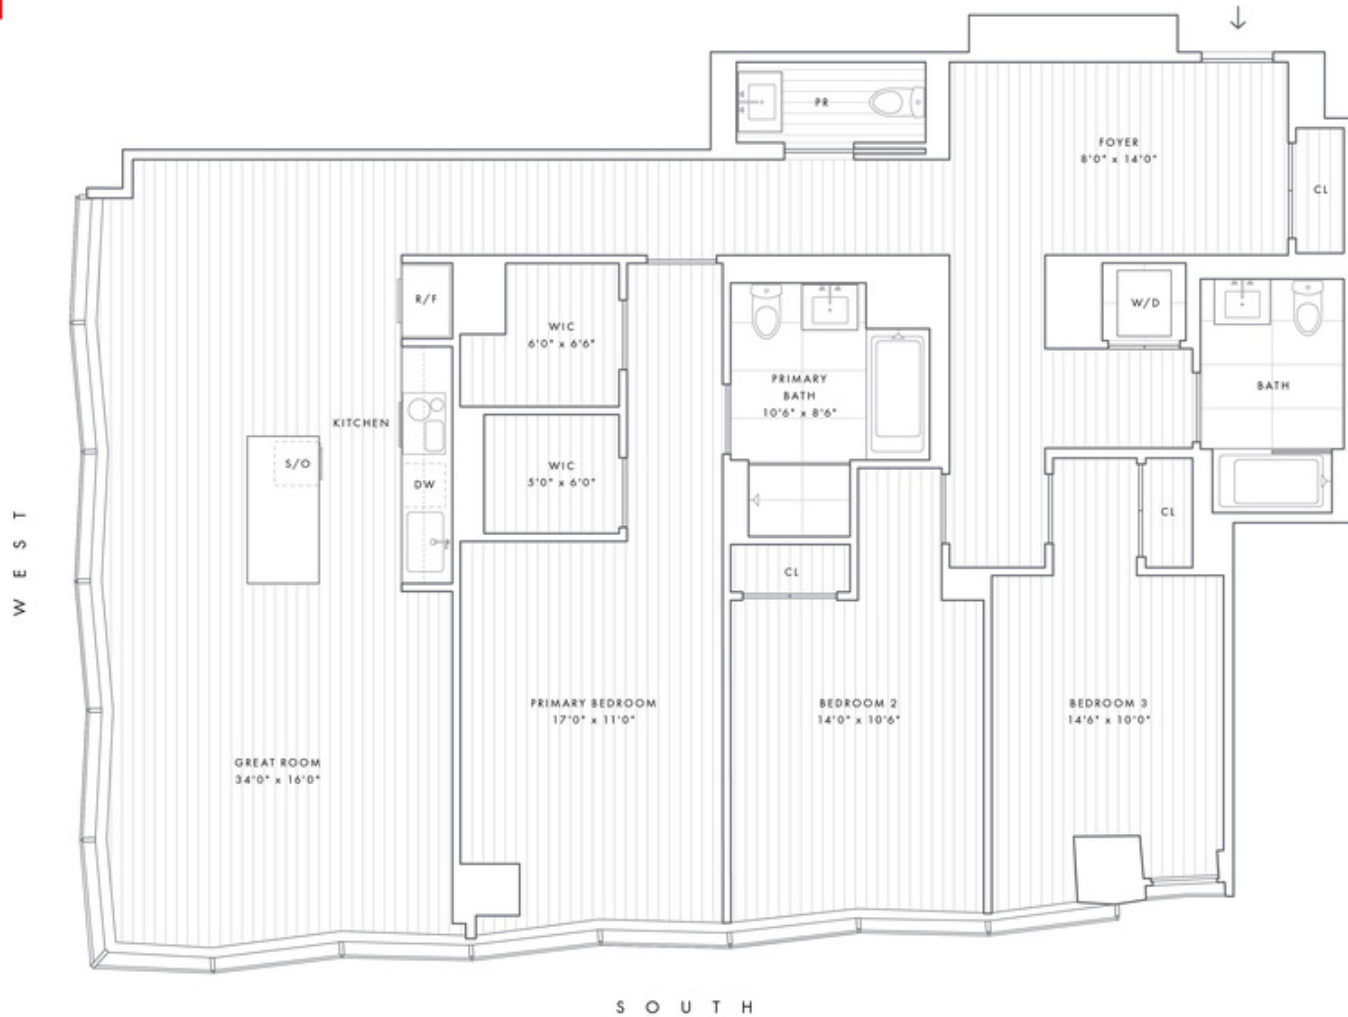 PR
FOYER
8'0" x 14'0"
CL
R/F
WIC
6'0" x 6'6"
W/D
PRIMARY
BATH
10'6" x 8'6"
BATH
KITCHEN
S/O
WIC
5'0" x 6'0"
DW
CL
CL
WEST
PRIMARY BEDROOM
17'0" x 11'0"
BEDROOM 2
14'0" x 10'6"
BEDROOM 3
14'6" x 10'0"
GREAT ROOM
34'0" x 16'0"
SOUTH